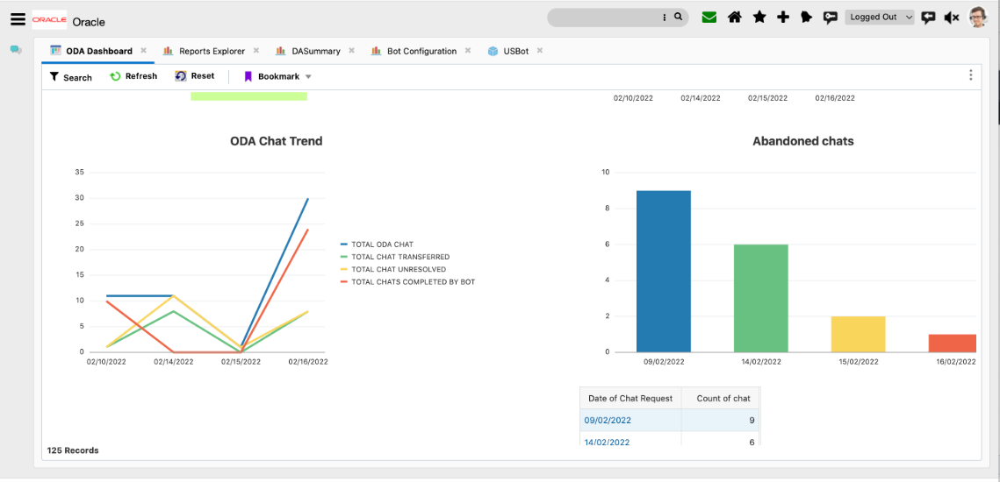 ORACLE Oracle
Logged Out
ODA Dashboard
Reports Explorer
DASummary
Bot Configuration
USBot
Search
Refresh
Reset
Bookmark
02/10/2022 02/14/2022 02/15/2022 02/16/2022
ODA Chat Trend
35
30
25
20
15
10
5
0
02/10/2022 02/14/2022 02/15/2022 02/16/2022
TOTAL ODA CHAT
TOTAL CHAT TRANSFERRED
TOTAL CHAT UNRESOLVED
TOTAL CHATS COMPLETED BY BOT
Abandoned chats
10
8
6
4
2
0
09/02/2022 14/02/2022 15/02/2022 16/02/2022
Date of Chat Request Count of chat
09/02/2022 9
14/02/2022 6
125 Records